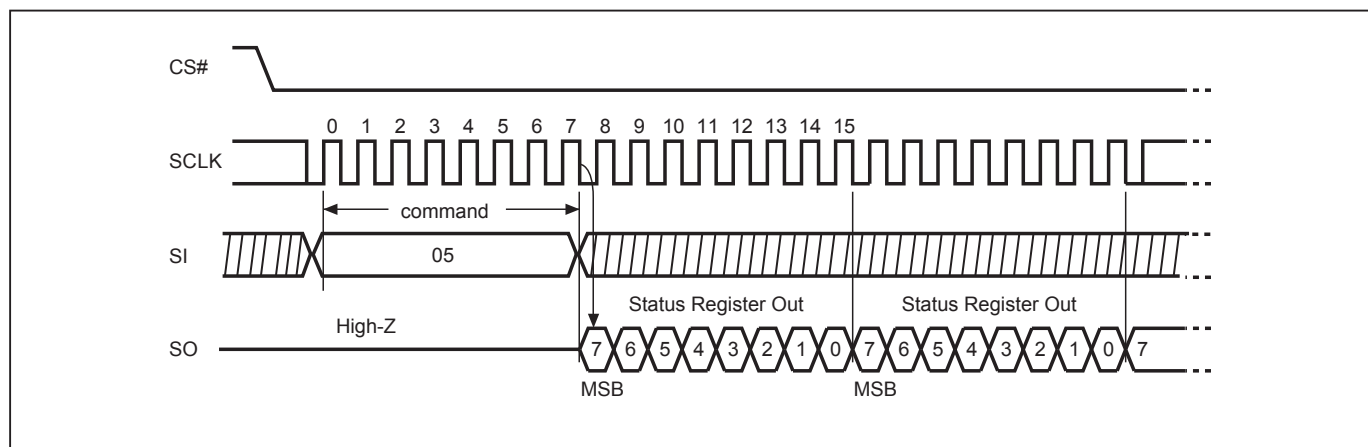 CS#
0 1 2 3 4 5 6 7 8 9 10 11 12 13 14 15
SCLK
command
SI
05
Status Register Out Status Register Out
High-Z
SO
7 6 5 4 3 2 1 0 7 6 5 4 3 2 1 0 7
MSB MSB